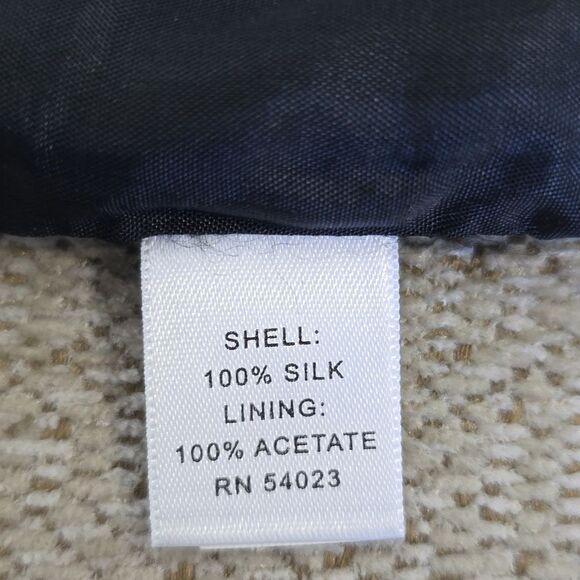 SHELL:
100% SILK
LINING:
100% ACETATE
RN 54023